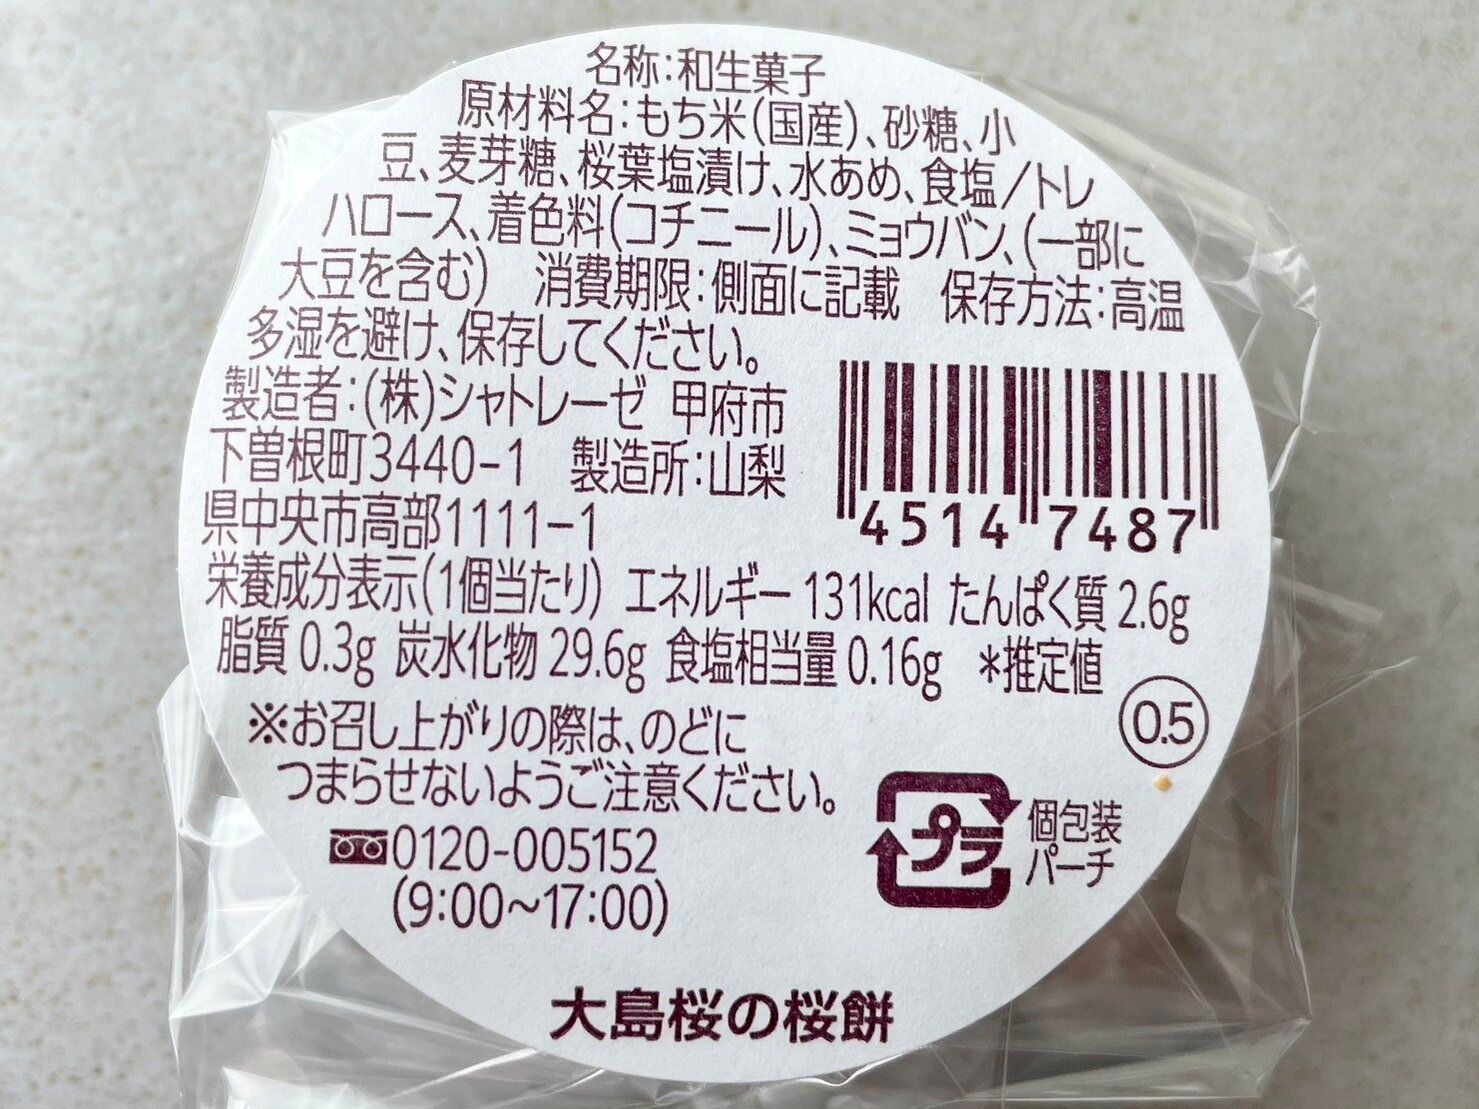 名称:和生菓子
原材料名:もち米(国産)、砂糖、小
豆、麦芽糖、桜葉塩漬け、水あめ、食塩/トレ
ハロース、着色料(コチニール)、ミョウバン、(一部に
大豆を含む) 消費期限:側面に記載 保存方法:高温
多湿を避け、保存してください。
製造者:(株)シャトレーゼ 甲府市
下曽根町3440-1 製造所:山梨
県中央市高部1111-1
4514 7487
栄養成分表示(1個当たり) エネルギー 131kcal たんぱく質 2.6g
脂質 0.3g 炭水化物 29.6g 食塩相当量 0.16g *推定値
0.5
※お召し上がりの際は、のどに
つまらせないようご注意ください。
0120-005152
(9:00~17:00)
プラ
個包装
パーチ
大島桜の桜餅